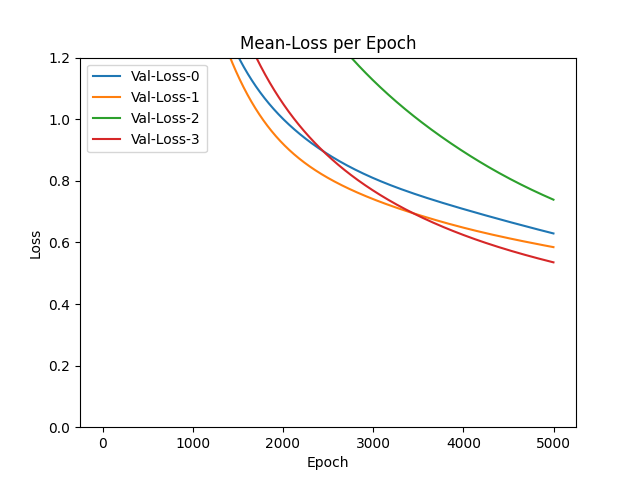 Mean-Loss per Epoch
1.2
1.0
0.8
0.6
0.4
0.2
0.0
Loss
Val-Loss-0
Val-Loss-1
Val-Loss-2
Val-Loss-3
0 1000 2000 3000 4000 5000
Epoch